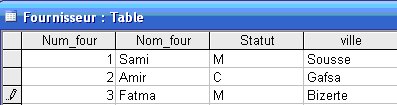 Fournisseur : Table
Num_four Nom_four Statut ville
1 Sami M Sousse
2 Amir C Gafsa
3 Fatma M Bizerte